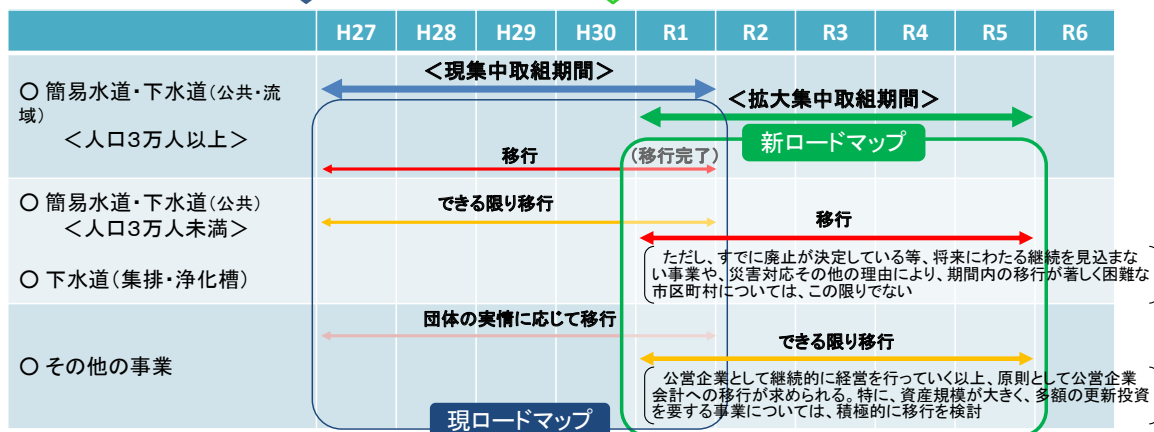 H27 H28 H29 H30 R1 R2 R3 R4 R5 R6
〇 簡易水道・下水道(公共・流
域)
＜人口3万人以上＞
＜現集中取組期間＞
＜拡大集中取組期間＞
新ロードマップ
移行
(移行完了)
〇 簡易水道・下水道(公共)
＜人口3万人未満＞
〇 下水道(集排・浄化槽)
できる限り移行
移行
ただし、すでに廃止が決定している等、将来にわたる継続を見込まな
い事業や、災害対応その他の理由により、期間内の移行が著しく困難な
市区町村については、この限りでない
〇 その他の事業
団体の実情に応じて移行
できる限り移行
公営企業として継続的に経営を行っていく以上、原則として公営企業
会計への移行が求められる。特に、資産規模が大きく、多額の更新投資
を要する事業については、積極的に移行を検討
現ロードマップ